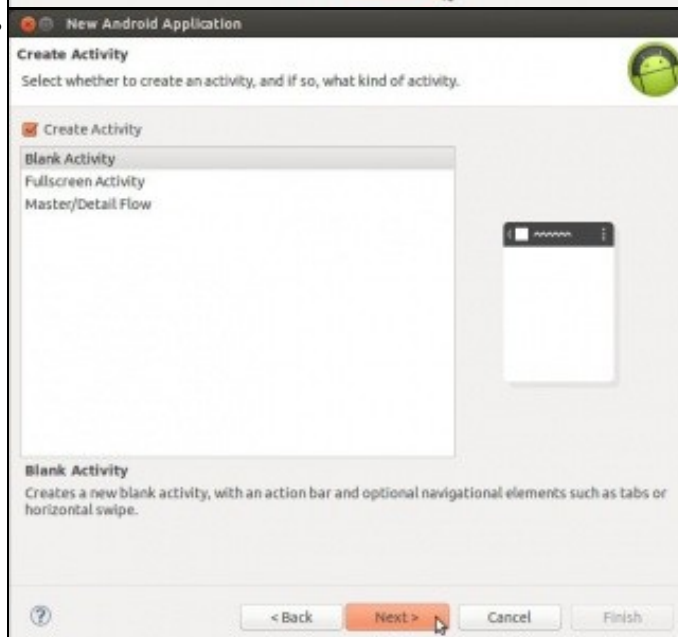 New Android Application
Create Activity
Select whether to create an activity, and if so, what kind of activity.
Create Activity
Blank Activity
Fullscreen Activity
Master/Detail Flow
Blank Activity
Creates a new blank activity, with an action bar and optional navigational elements such as tabs or
horizontal swipe.
? < Back Next > Cancel Finish